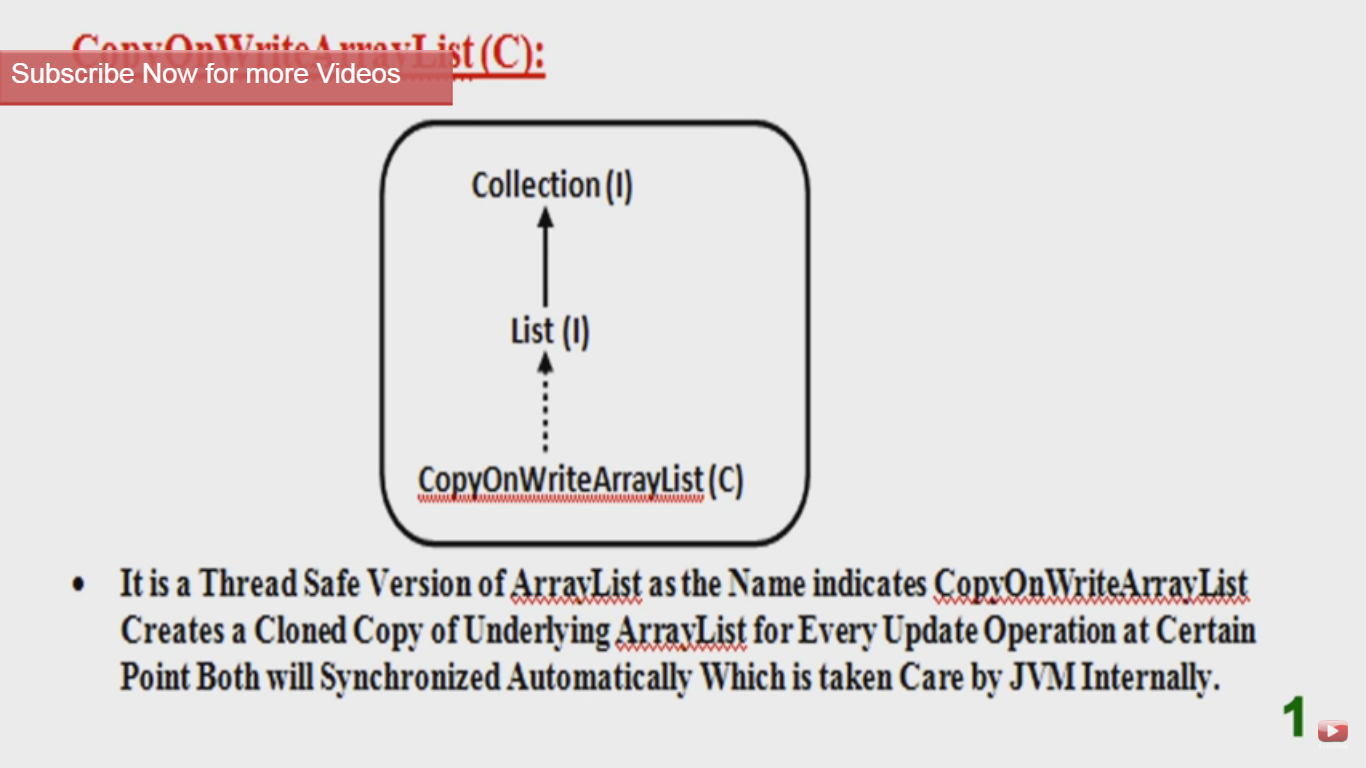 CopyOnWriteArrayList (C):
Subscribe Now for more Videos
Collection (I)
List (I)
CopyOnWriteArrayList (C)
• It is a Thread Safe Version of ArrayList as the Name indicates CopyOnWriteArrayList
Creates a Cloned Copy of Underlying ArrayList for Every Update Operation at Certain
Point Both will Synchronized Automatically Which is taken Care by JVM Internally.
1